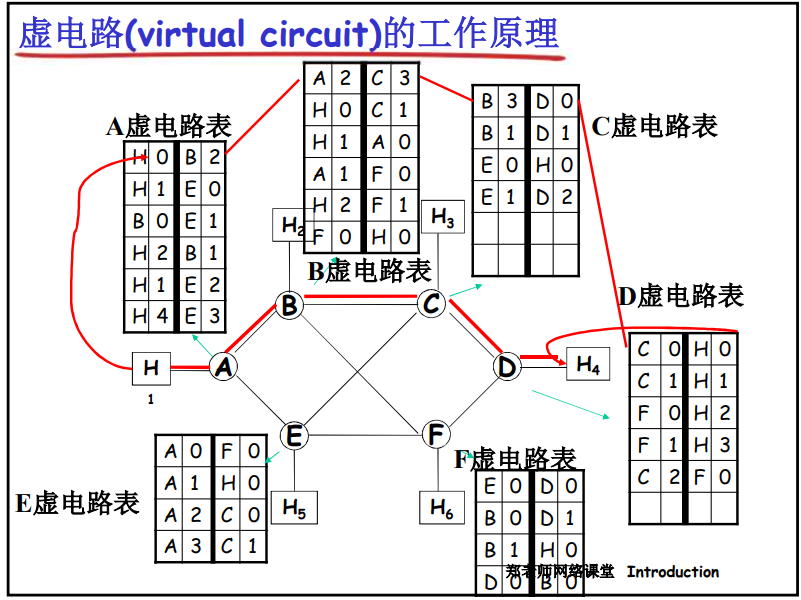 虚电路(virtual circuit)的工作原理
A虚电路表
H 0 B 2
H 1 E 0
B 0 E 1
H 2 B 1
H 1 E 2
H 4 E 3
A 2 C 3
H 0 C 1
H 1 A 0
A 1 F 0
H 2 F 1
F 0 H 0
B虚电路表
B 3 D 0
B 1 D 1
E 0 H 0
E 1 D 2
C虚电路表
H2
H3
B
C
D虚电路表
C 0 H 0
C 1 H 1
F 0 H 2
F 1 H 3
C 2 F 0
H
1
A
D
H4
E
F
E虚电路表
A 0 F 0
A 1 H 0
A 2 C 0
A 3 C 1
H5
H6
F虚电路表
E 0 D 0
B 0 D 1
B 1 H 0
D 0 B 0
郑老师网络课堂 Introduction